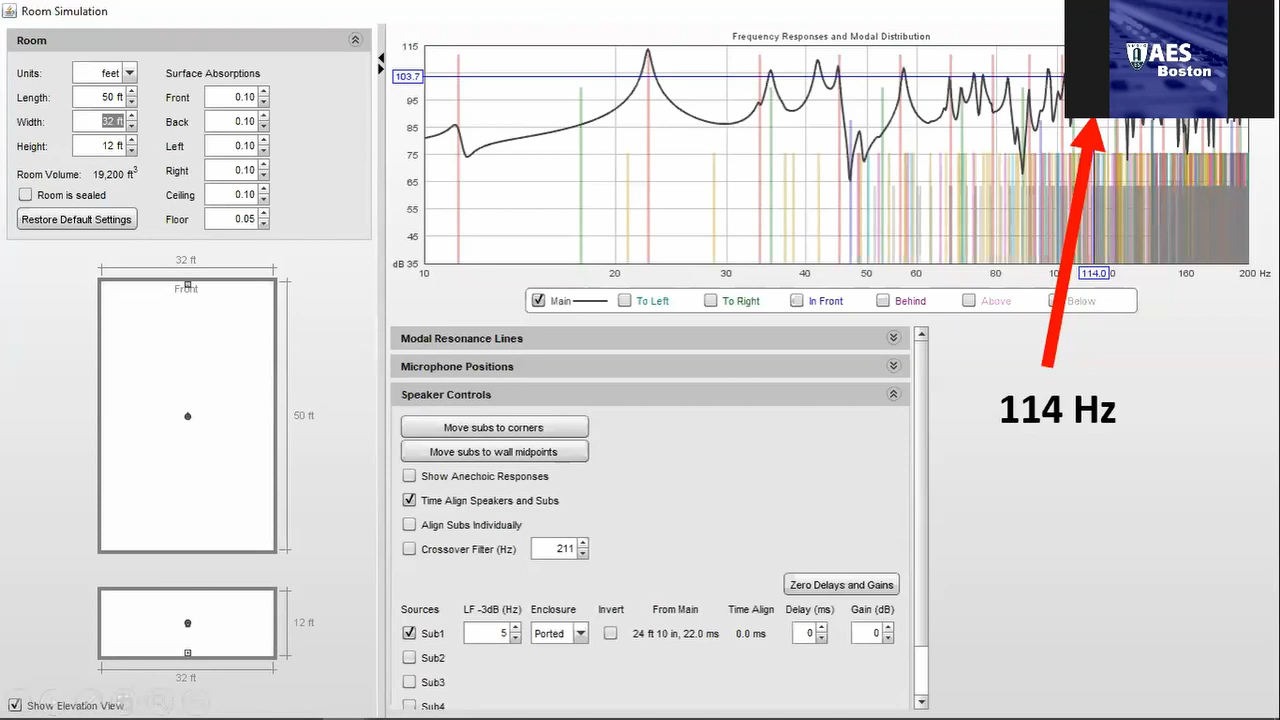 Room Simulation
Room
Units: feet
Surface Absorptions
Length: 50 ft
Front 0.10
Width: 32 ft
Back 0.10
Height: 12 ft
Left 0.10
Room Volume: 19,200 ft³
Right 0.10
Room is sealed
Ceiling 0.10
Restore Default Settings
Floor 0.05
32 ft
Front
50 ft
12 ft
32 ft
Show Elevation View
Frequency Responses and Modal Distribution
115
103.7
95
85
75
65
55
45
dB 35
10 20 30 40 50 60 80 114.0 160 200 Hz
Main To Left To Right In Front Behind Above Below
AES
Boston
114 Hz
Modal Resonance Lines
Microphone Positions
Speaker Controls
Move subs to corners
Move subs to wall midpoints
Show Anechoic Responses
Time Align Speakers and Subs
Align Subs Individually
Crossover Filter (Hz) 211
Zero Delays and Gains
Sources LF -3dB (Hz) Enclosure Invert From Main Time Align Delay (ms) Gain (dB)
Sub1 5 Ported 24 ft 10 in, 22.0 ms 0.0 ms 0 0
Sub2
Sub3
Sub4